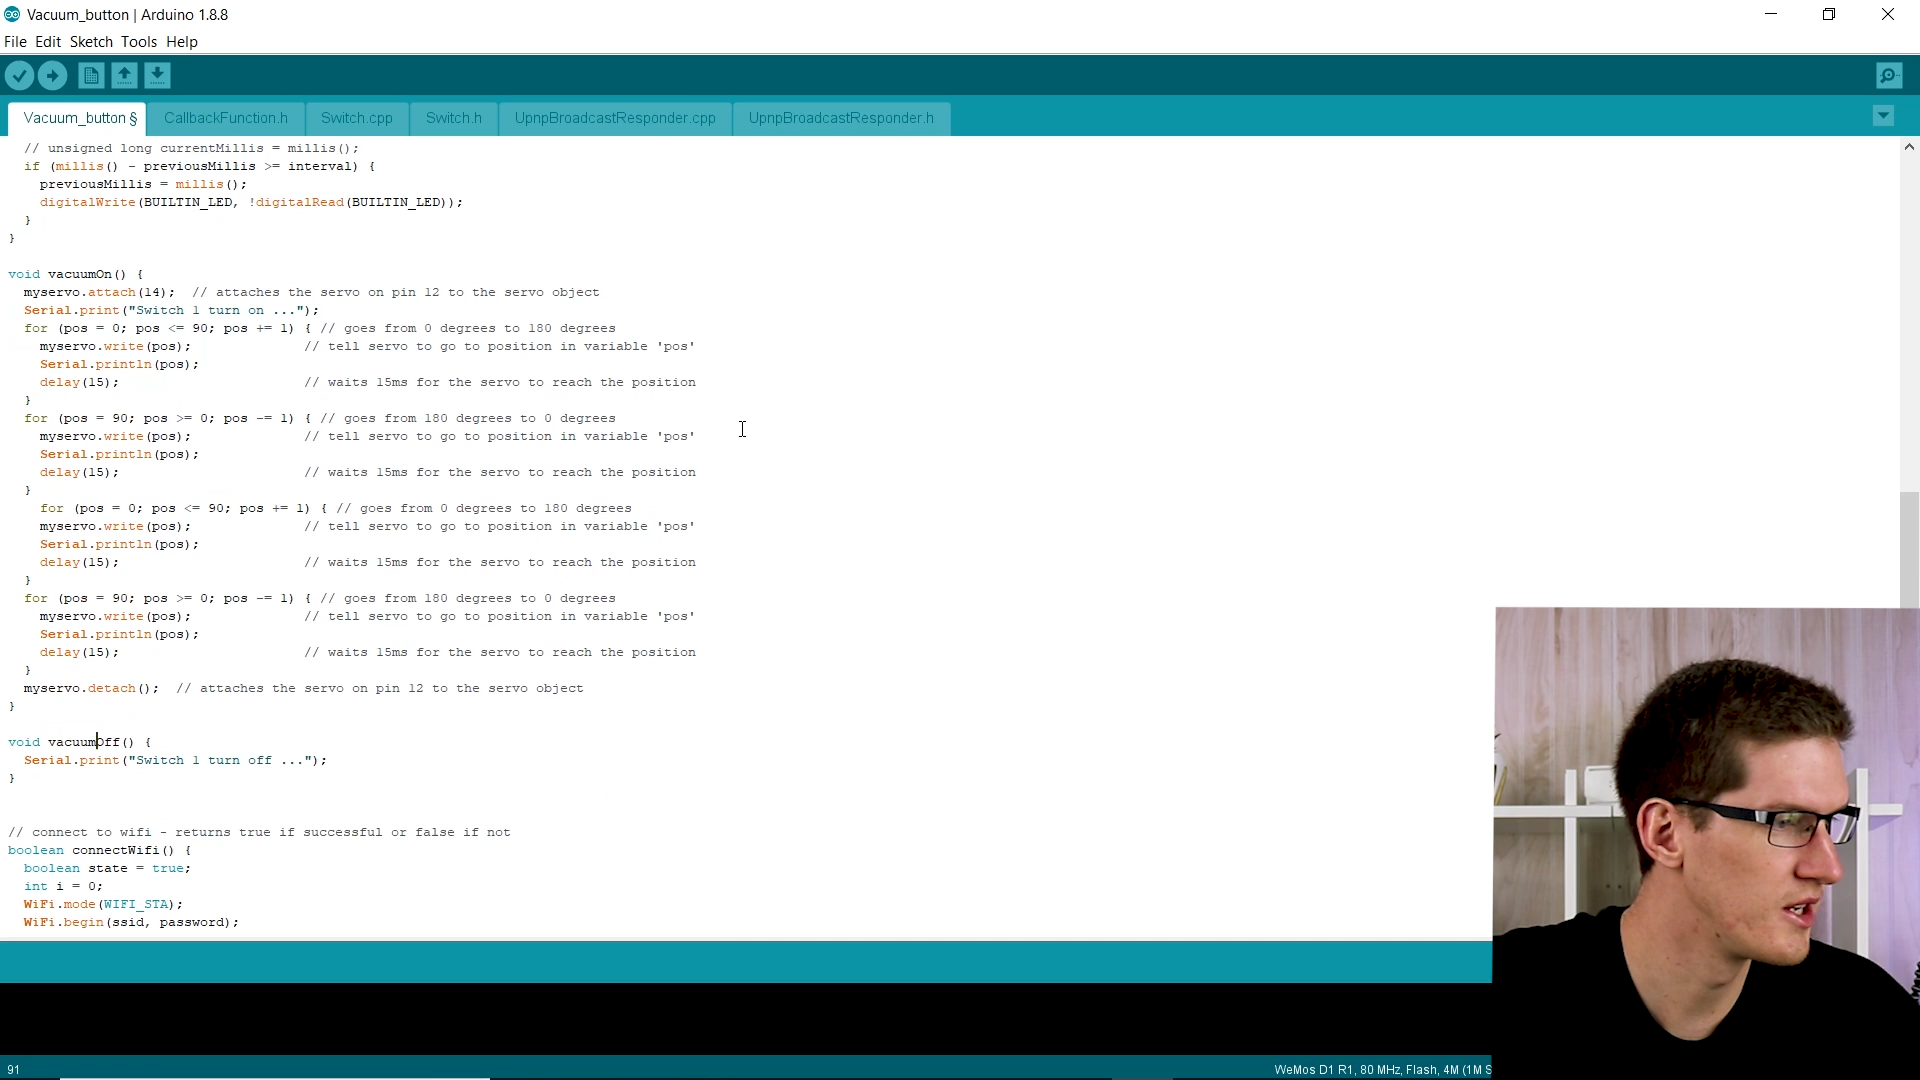 Vacuum_button | Arduino 1.8.8
File Edit Sketch Tools Help
Vacuum_button § CallbackFunction.h Switch.cpp Switch.h UpnpBroadcastResponder.cpp UpnpBroadcastResponder.h
// unsigned long currentMillis = millis();
if (millis() - previousMillis >= interval) {
previousMillis = millis();
digitalWrite(BUILTIN_LED, !digitalRead(BUILTIN_LED));
}
}
void vacuumOn() {
myservo.attach(14); // attaches the servo on pin 12 to the servo object
Serial.print("Switch 1 turn on ...");
for (pos = 0; pos <= 90; pos += 1) { // goes from 0 degrees to 180 degrees
myservo.write(pos); // tell servo to go to position in variable 'pos'
Serial.println(pos);
delay(15); // waits 15ms for the servo to reach the position
}
for (pos = 90; pos >= 0; pos -= 1) { // goes from 180 degrees to 0 degrees
myservo.write(pos); // tell servo to go to position in variable 'pos'
Serial.println(pos);
delay(15); // waits 15ms for the servo to reach the position
}
for (pos = 0; pos <= 90; pos += 1) { // goes from 0 degrees to 180 degrees
myservo.write(pos); // tell servo to go to position in variable 'pos'
Serial.println(pos);
delay(15); // waits 15ms for the servo to reach the position
}
for (pos = 90; pos >= 0; pos -= 1) { // goes from 180 degrees to 0 degrees
myservo.write(pos); // tell servo to go to position in variable 'pos'
Serial.println(pos);
delay(15); // waits 15ms for the servo to reach the position
}
myservo.detach(); // attaches the servo on pin 12 to the servo object
}
void vacuumOff() {
Serial.print("Switch 1 turn off ...");
}
// connect to wifi - returns true if successful or false if not
boolean connectWifi() {
boolean state = true;
int i = 0;
WiFi.mode(WIFI_STA);
WiFi.begin(ssid, password);
91
WeMos D1 R1, 80 MHz, Flash, 4M (1M S